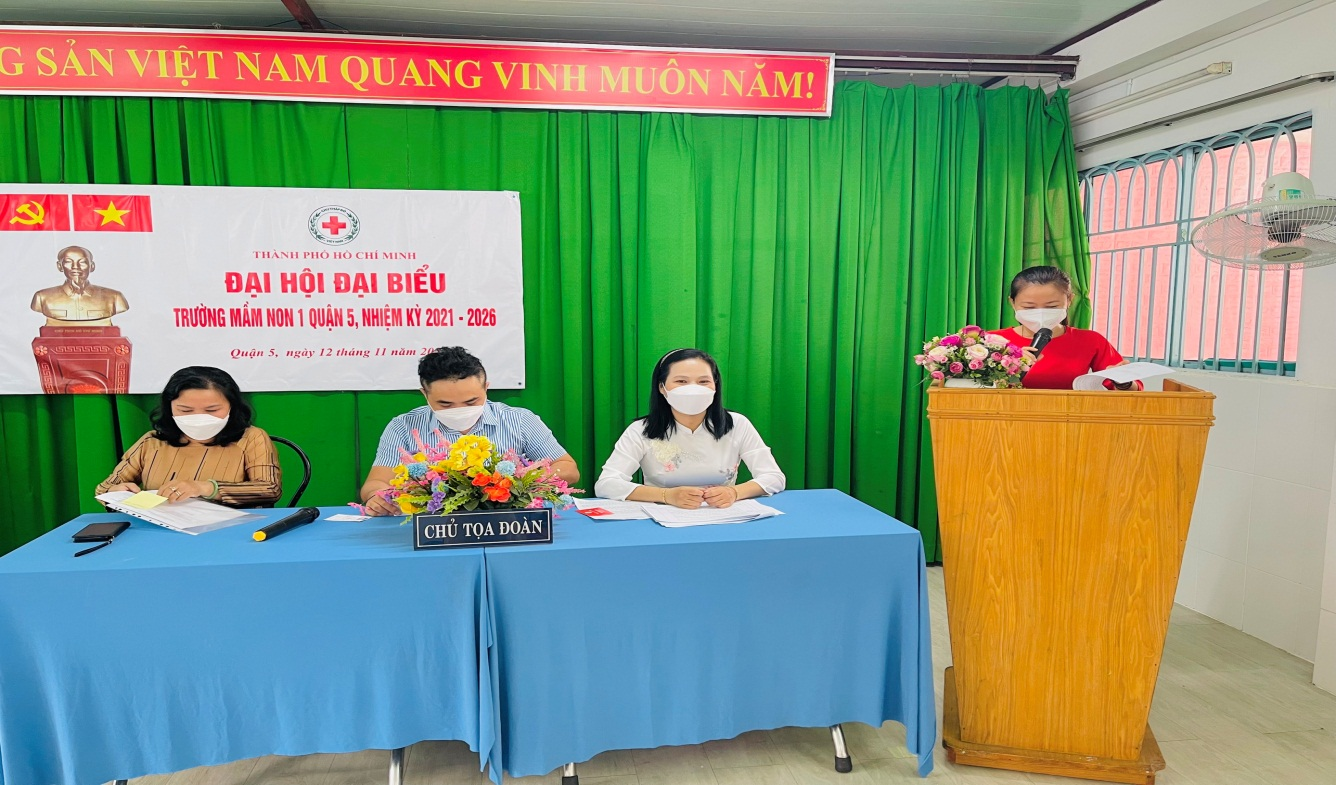 G SẢN VIỆT NAM QUANG VINH MUÔN NĂM!
THÀNH PHỐ HỒ CHÍ MINH
ĐẠI HỘI ĐẠI BIỂU
TRƯỜNG MẦM NON 1 QUẬN 5, NHIỆM KỲ 2021 - 2026
Quận 5, ngày 12 tháng 11 năm
CHỦ TỌA ĐOÀN